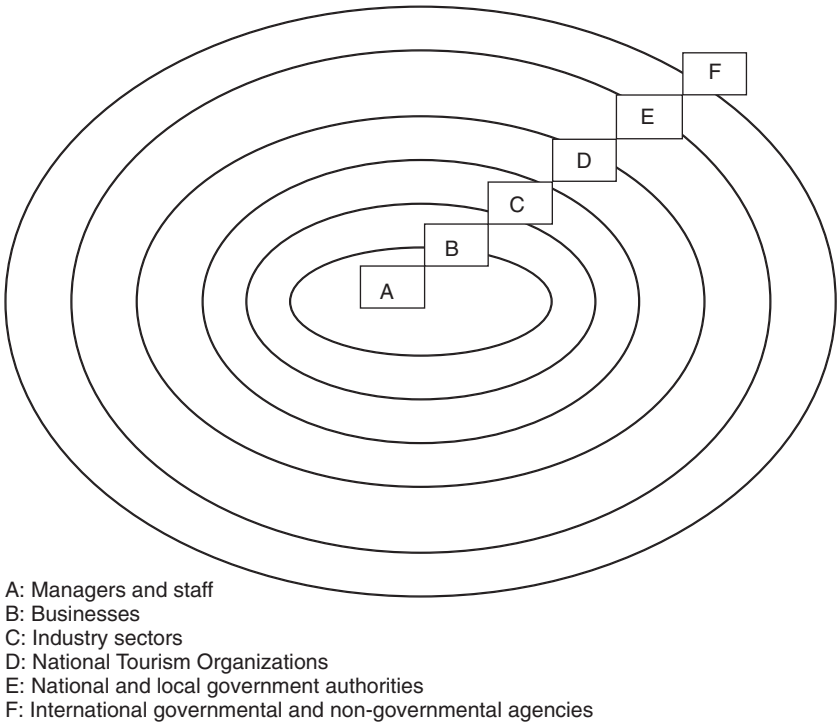 F
E
D
C
B
A
A: Managers and staff
B: Businesses
C: Industry sectors
D: National Tourism Organizations
E: National and local government authorities
F: International governmental and non-governmental agencies